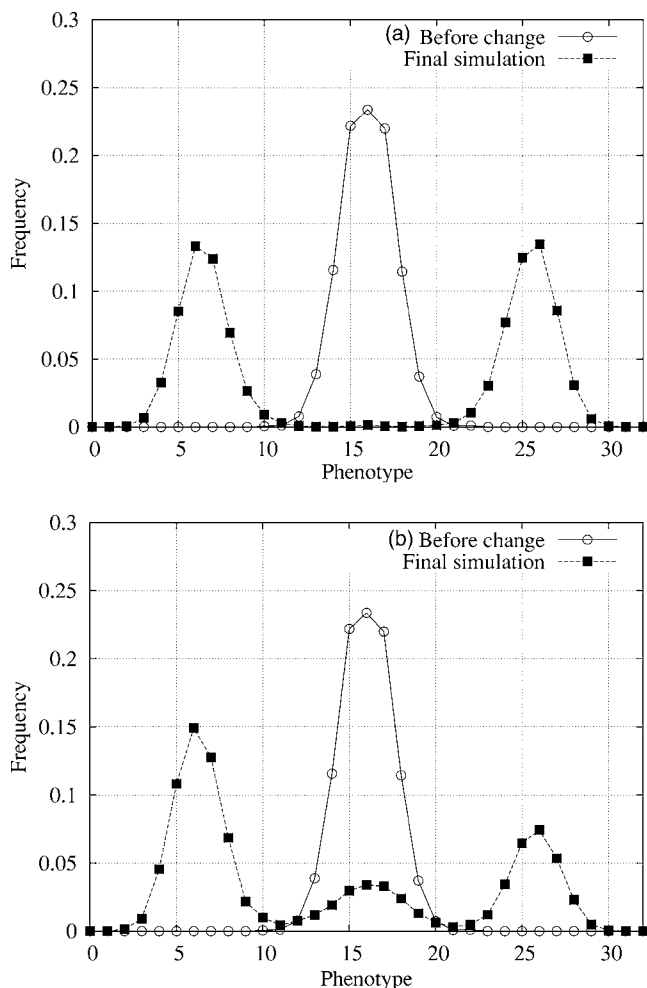 0.3
(a) Before change
Final simulation
0.25
0.2
0.15
0.1
0.05
0
0 5 10 15 20 25 30
Frequency
Phenotype
0.3
(b) Before change
Final simulation
0.25
0.2
0.15
0.1
0.05
0
0 5 10 15 20 25 30
Frequency
Phenotype